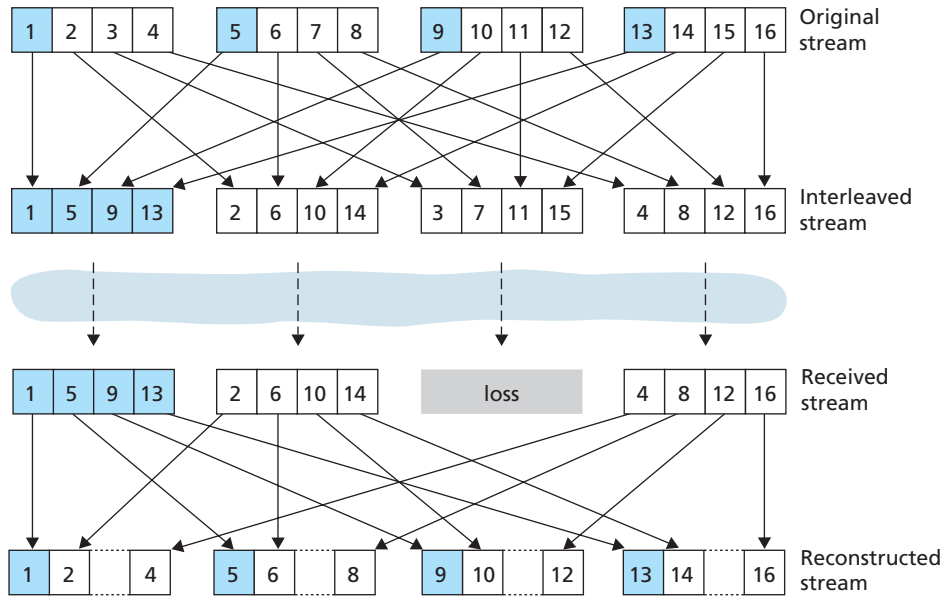 1 2 3 4 5 6 7 8 9 10 11 12 13 14 15 16 Original
stream
1 5 9 13 2 6 10 14 3 7 11 15 4 8 12 16 Interleaved
stream
1 5 9 13 2 6 10 14 loss 4 8 12 16 Received
stream
1 2 4 5 6 8 9 10 12 13 14 16 Reconstructed
stream